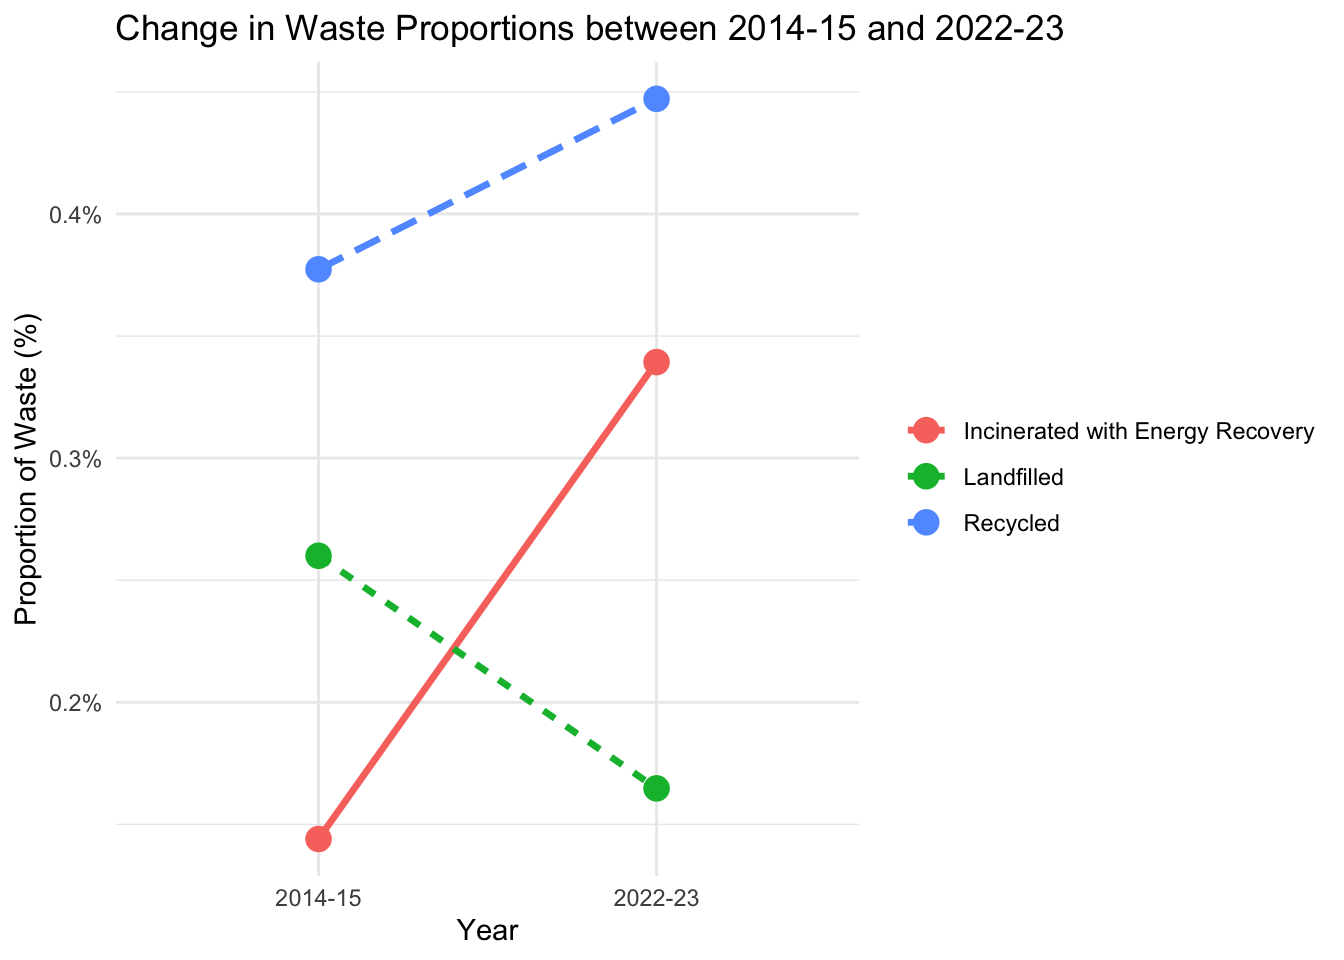 Change in Waste Proportions between 2014-15 and 2022-23
Proportion of Waste (%)
0.4%
0.3%
0.2%
2014-15
2022-23
Year
Incinerated with Energy Recovery
Landfilled
Recycled